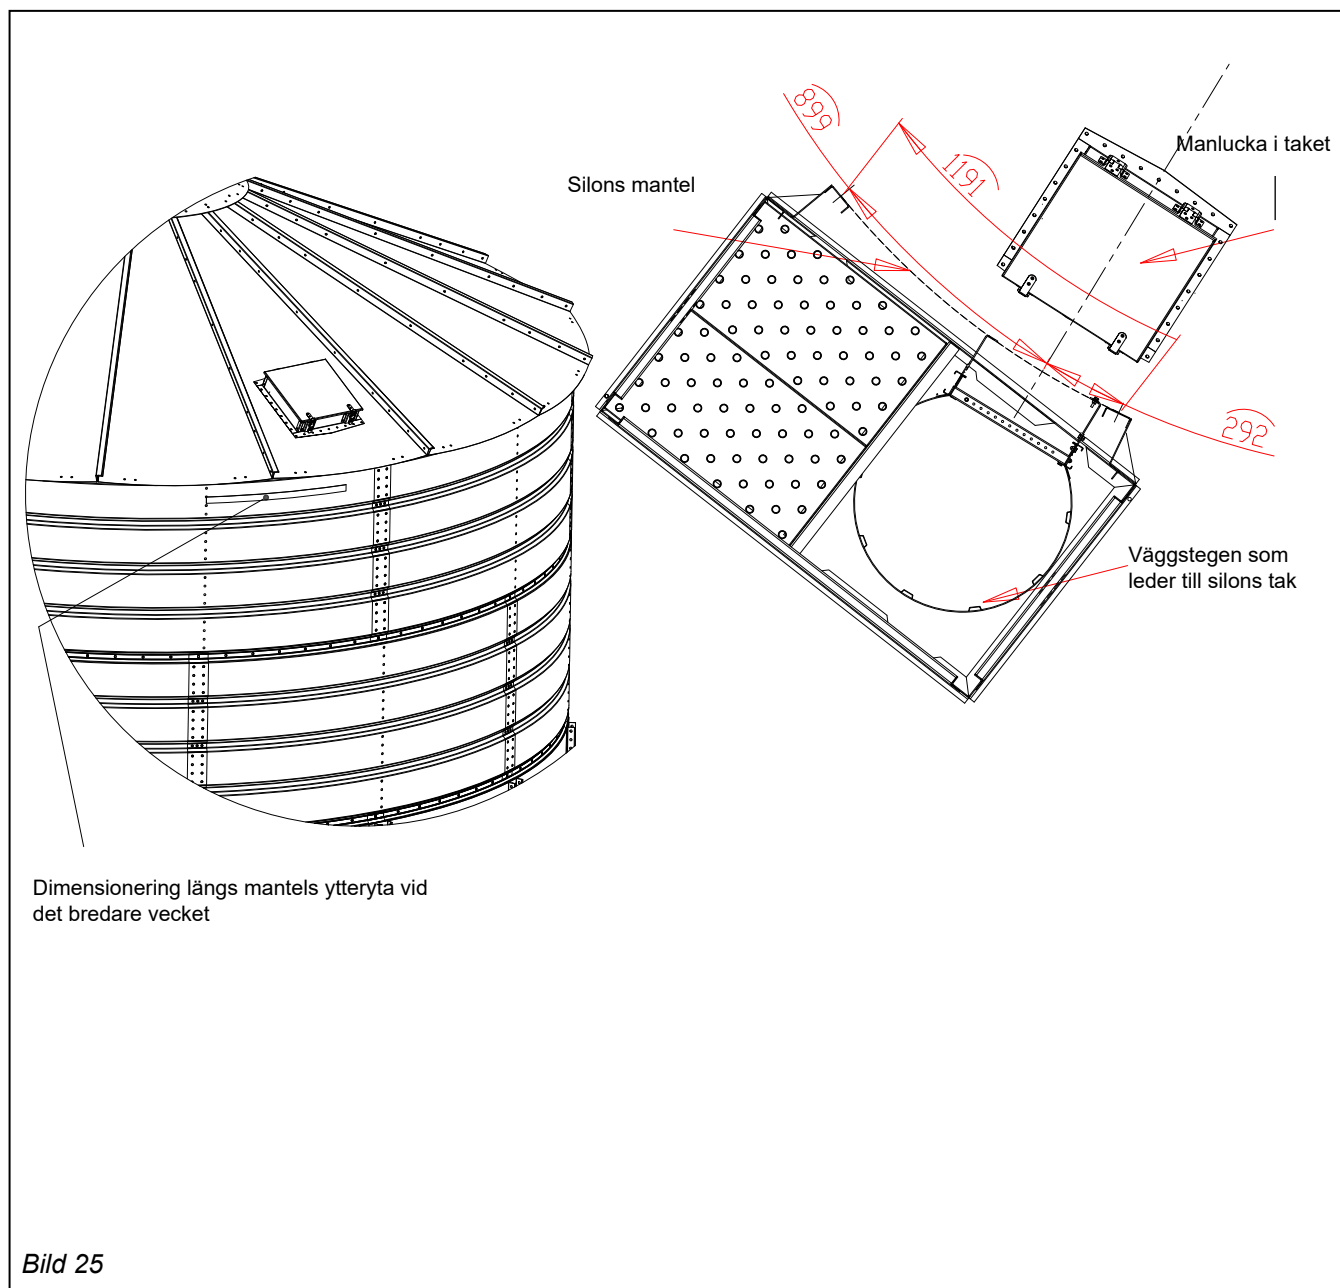 899
1191
Manlucka i taket
Silons mantel
292
Väggstegen som
leder till silons tak
Dimensionering längs mantels ytteryta vid
det bredare vecket
Bild 25